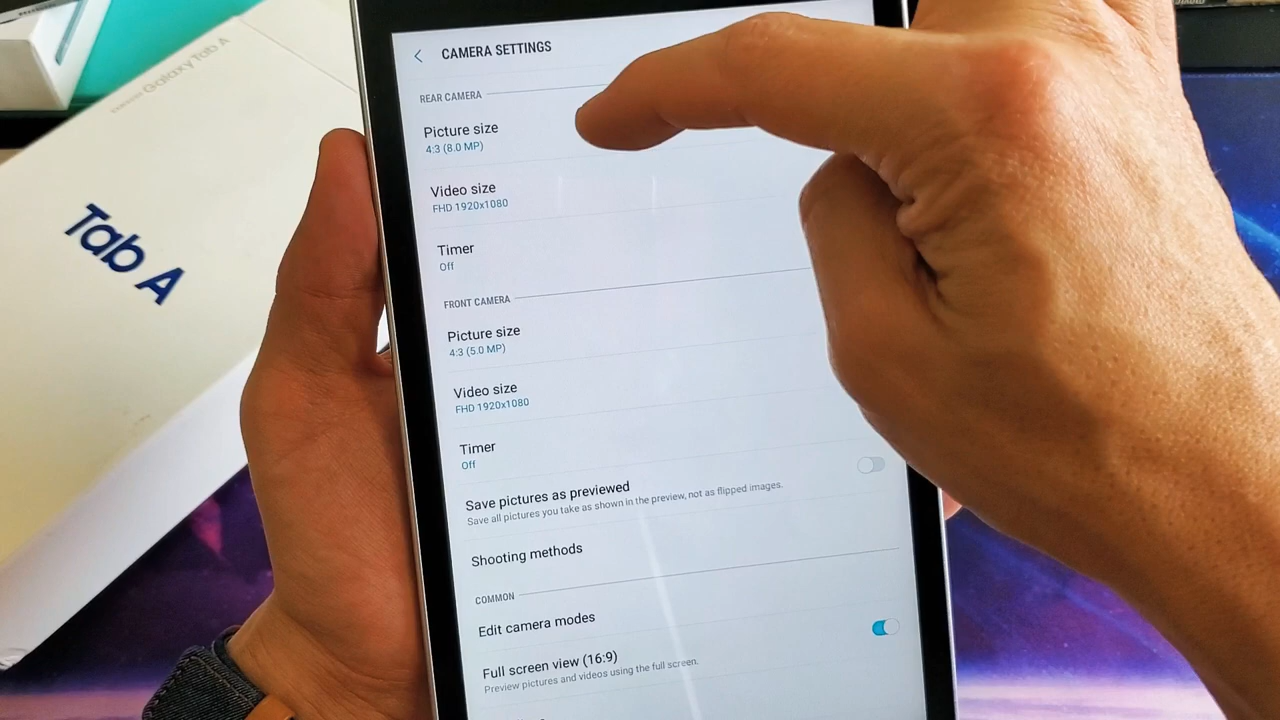 SAMSUNG Galaxy Tab A
Tab A
CAMERA SETTINGS
REAR CAMERA
Picture size
4:3 (8.0 MP)
Video size
FHD 1920x1080
Timer
Off
FRONT CAMERA
Picture size
4:3 (5.0 MP)
Video size
FHD 1920x1080
Timer
Off
Save pictures as previewed
Save all pictures you take as shown in the preview, not as flipped images.
Shooting methods
COMMON
Edit camera modes
Full screen view (16:9)
Preview pictures and videos using the full screen.